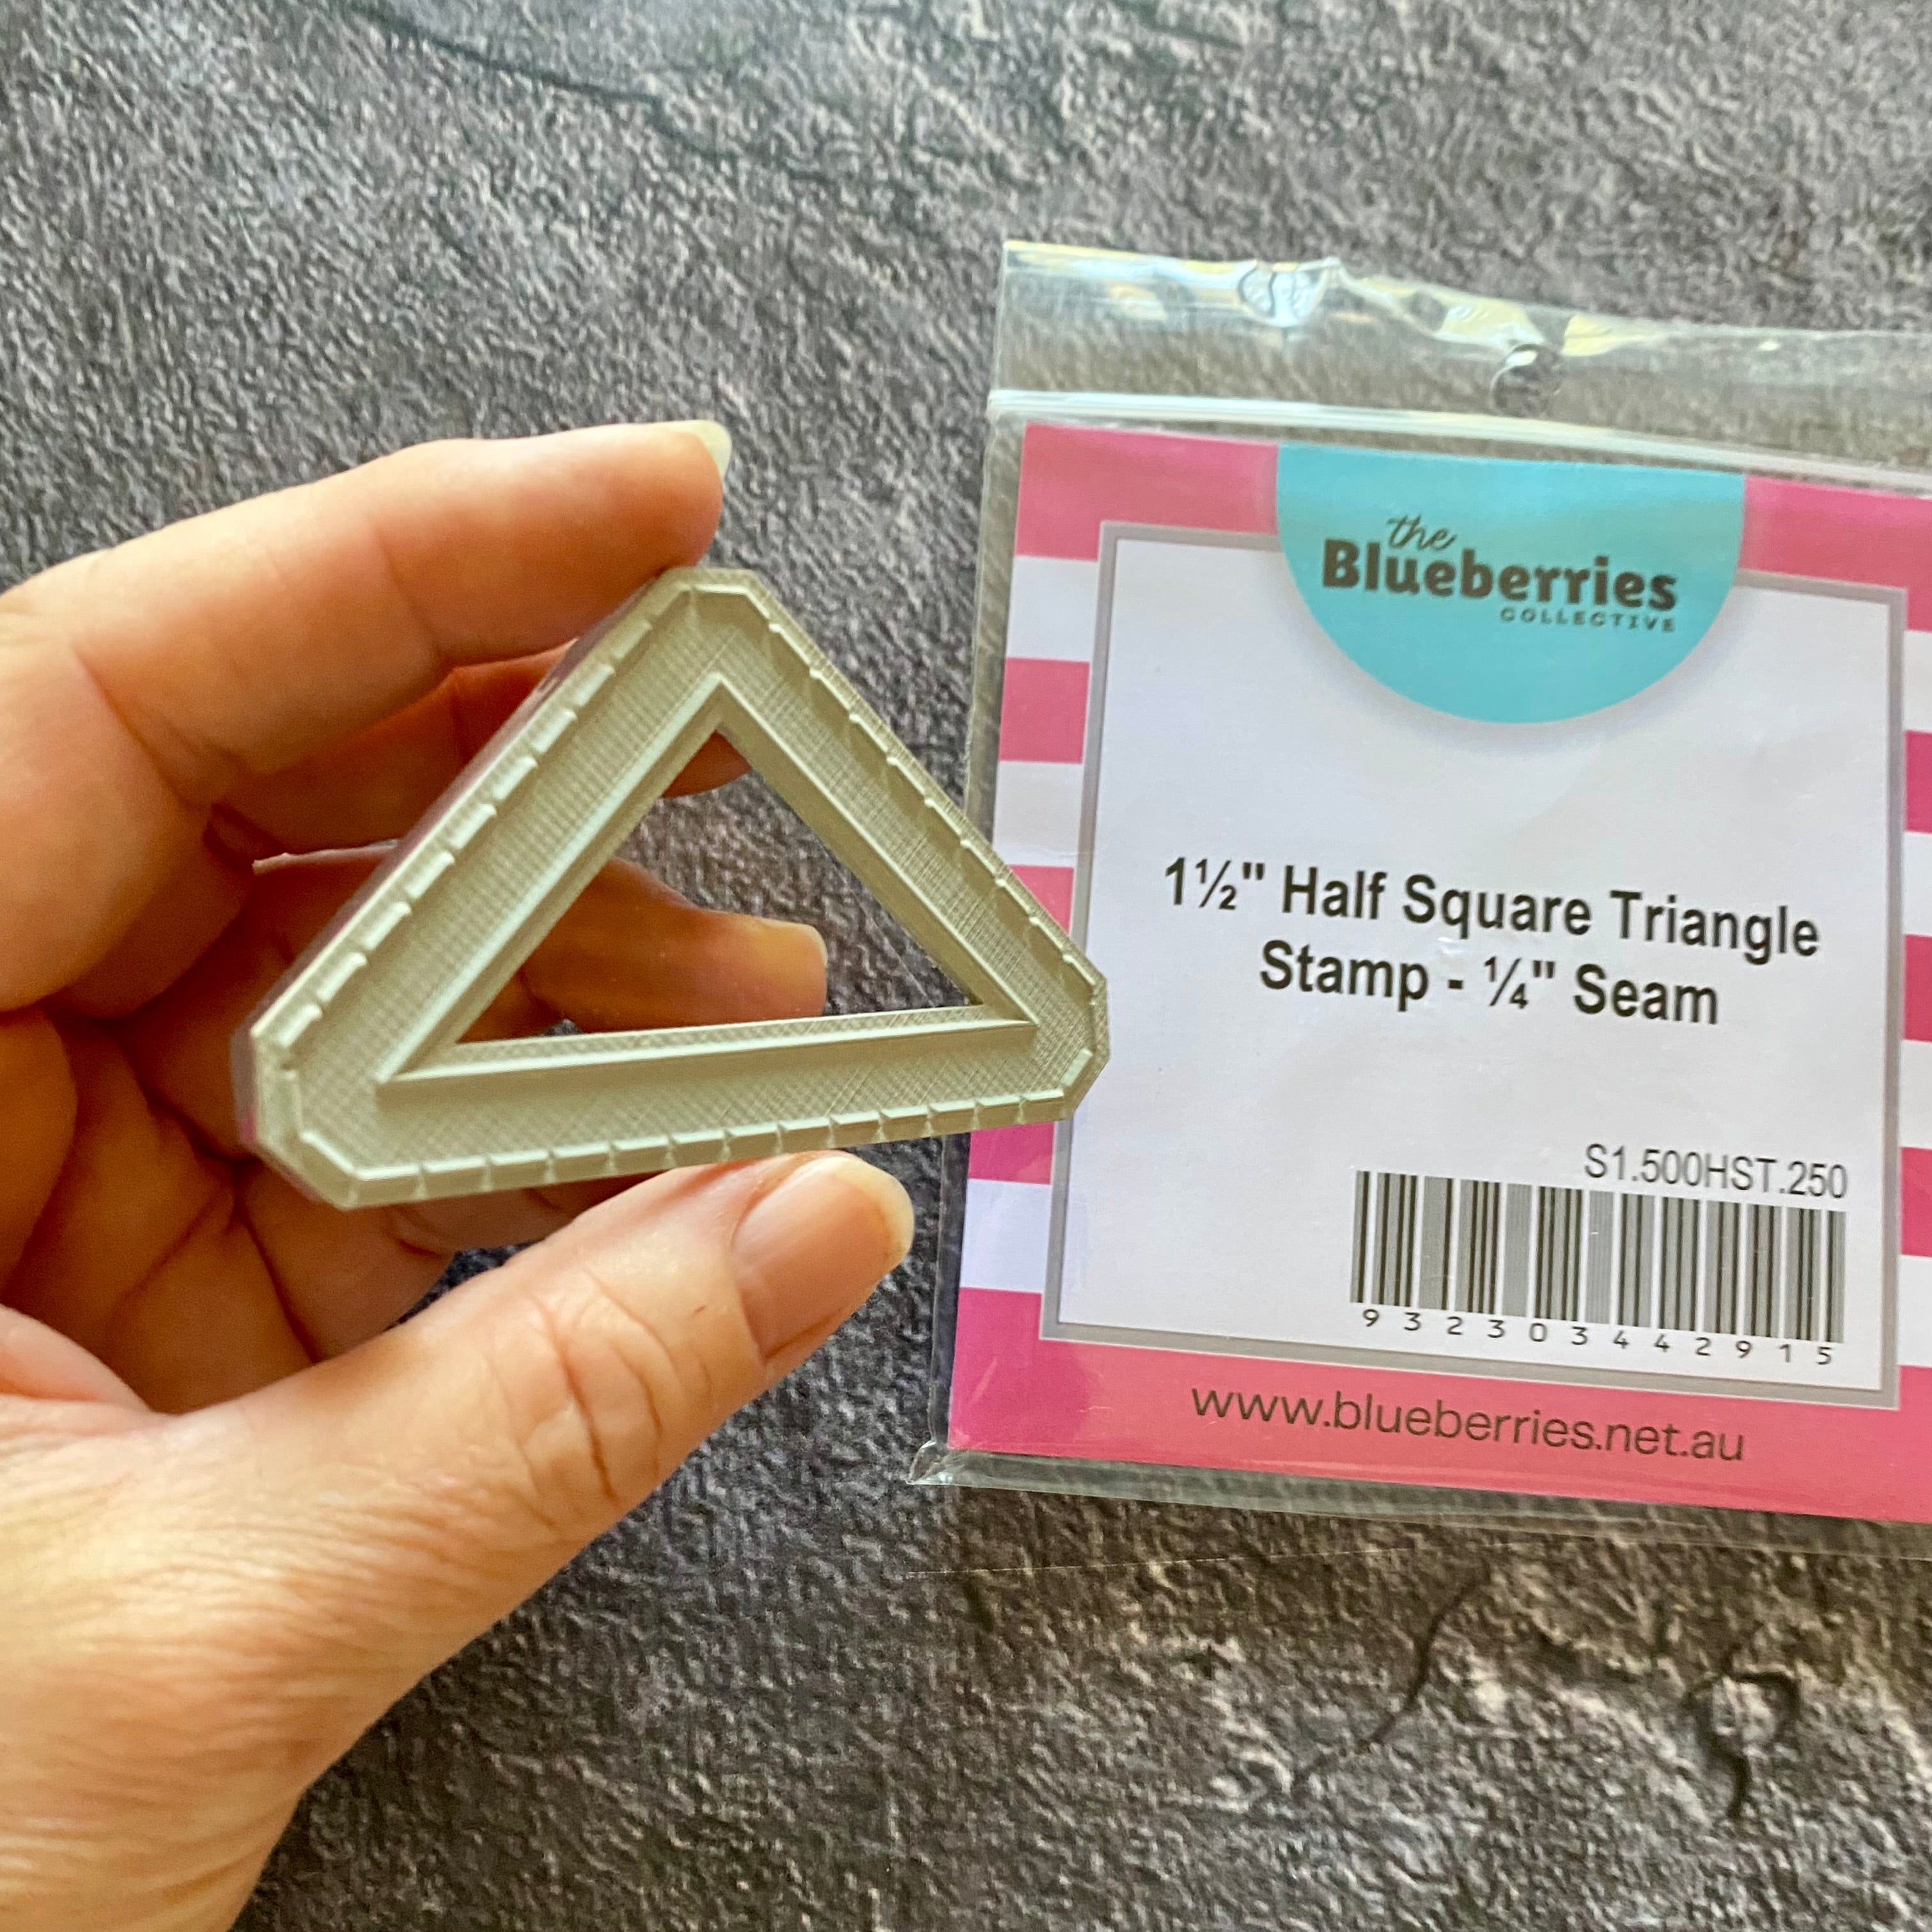 the
Blueberries
COLLECTIVE
1½" Half Square Triangle
Stamp - ¼" Seam
S1.500HST.250
932303442915
www.blueberries.net.au